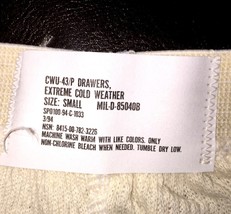 CWU-43/P DRAWERS,
EXTREME COLD WEATHER
SIZE: SMALL MIL-D-85040B
SPO100-94-C-1033
3/94
NSN: 8415-00-782-3226
MACHINE WASH WARM WITH LIKE COLORS. ONLY
NON-CHLORINE BLEACH WHEN NEEDED. TUMBLE DRY LOW.